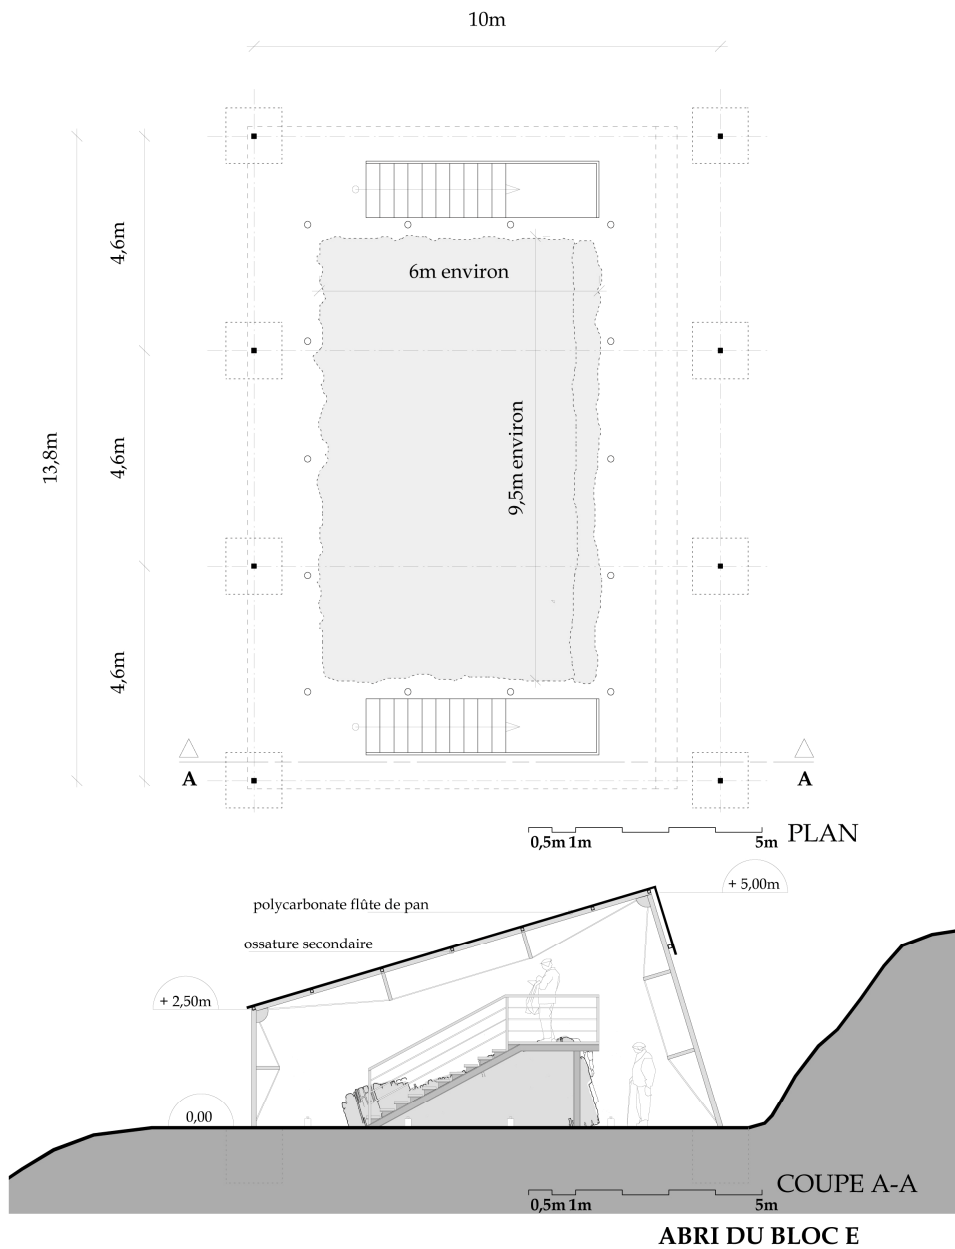 10m
4,6m
6m environ
13,8m
4,6m
9,5m environ
4,6m
A
A
0,5m 1m
5m
PLAN
+ 5,00m
polycarbonate flûte de pan
ossature secondaire
+ 2,50m
0,00
0,5m 1m
5m
COUPE A-A
ABRI DU BLOC E